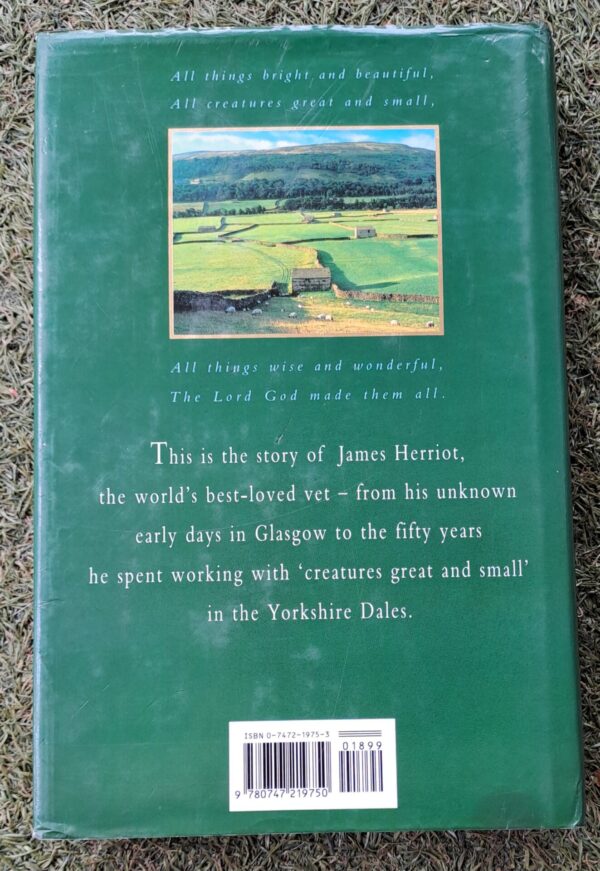 All things bright and beautiful,
All creatures great and small,
All things wise and wonderful,
The Lord God made them all.
This is the story of James Herriot,
the world's best-loved vet – from his unknown
early days in Glasgow to the fifty years
he spent working with 'creatures great and small'
in the Yorkshire Dales.
ISBN 0-7472-1975-3
01899
9 780747 219750